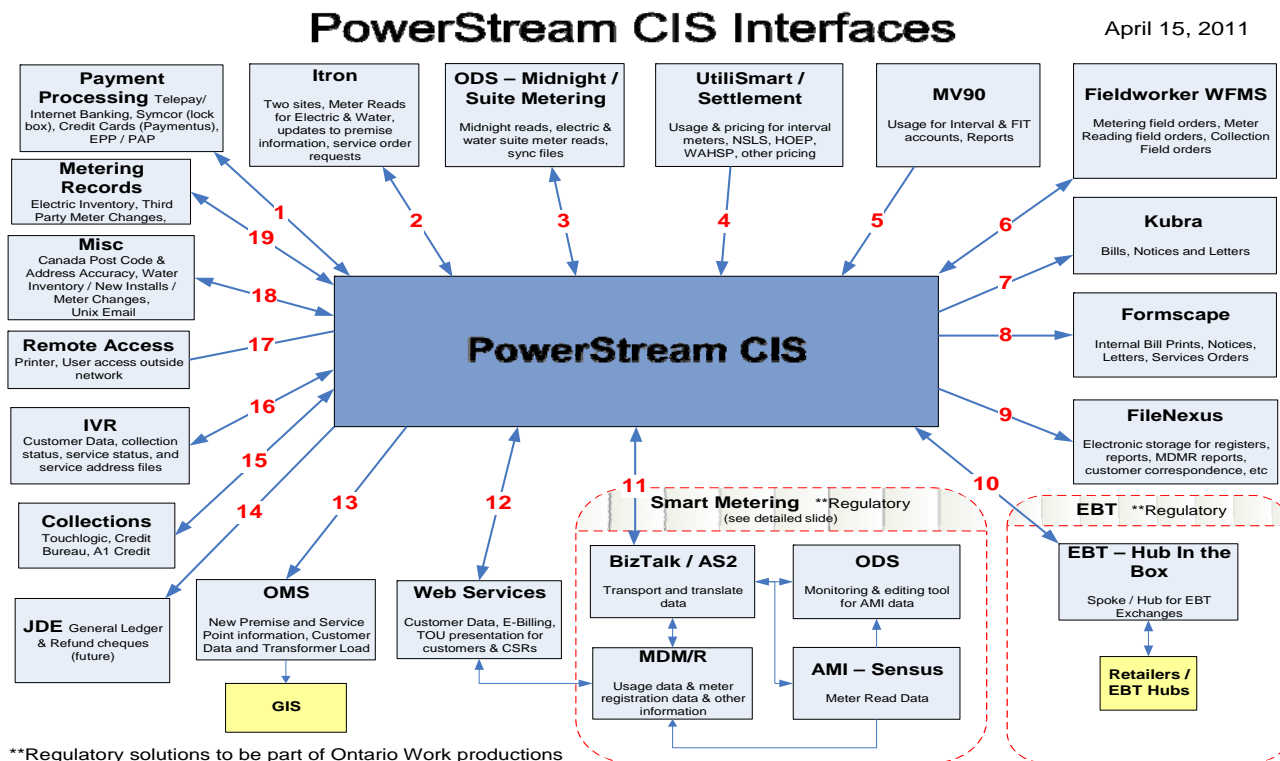 PowerStream CIS Interfaces
April 15, 2011
Payment
Processing Telepay/
Internet Banking, Symcor (lock
box), Credit Cards (Paymentus),
EPP / PAP
Itron
Two sites, Meter Reads
for Electric & Water,
updates to premise
information, service order
requests
ODS – Midnight /
Suite Metering
Midnight reads, electric &
water suite meter reads,
sync files
UtiliSmart /
Settlement
Usage & pricing for interval
meters, NSLS, HOEP,
WAHSP, other pricing
MV90
Usage for Interval & FIT
accounts, Reports
Fieldworker WFMS
Metering field orders, Meter
Reading field orders, Collection
Field orders
Metering
Records
Electric Inventory, Third
Party Meter Changes,
Kubra
Bills, Notices and Letters
Misc
Canada Post Code &
Address Accuracy, Water
Inventory / New Installs /
Meter Changes,
Unix Email
Formscape
Internal Bill Prints, Notices,
Letters, Services Orders
Remote Access
Printer, User access outside
network
IVR
Customer Data, collection
status, service status, and
service address files
FileNexus
Electronic storage for registers,
reports, MDMR reports,
customer correspondence, etc
Collections
Touchlogic, Credit
Bureau, A1 Credit
JDE General Ledger
& Refund cheques
(future)
PowerStream CIS
1
2
3
4
5
6
7
8
9
10
11
12
13
14
15
16
17
18
19
OMS
New Premise and Service
Point information, Customer
Data and Transformer Load
GIS
Web Services
Customer Data, E-Billing,
TOU presentation for
customers & CSRs
Smart Metering **Regulatory
(see detailed slide)
BizTalk / AS2
Transport and translate
data
ODS
Monitoring & editing tool
for AMI data
MDM/R
Usage data & meter
registration data & other
information
AMI – Sensus
Meter Read Data
EBT **Regulatory
EBT – Hub In the
Box
Spoke / Hub for EBT
Exchanges
Retailers /
EBT Hubs
**Regulatory solutions to be part of Ontario Work productions